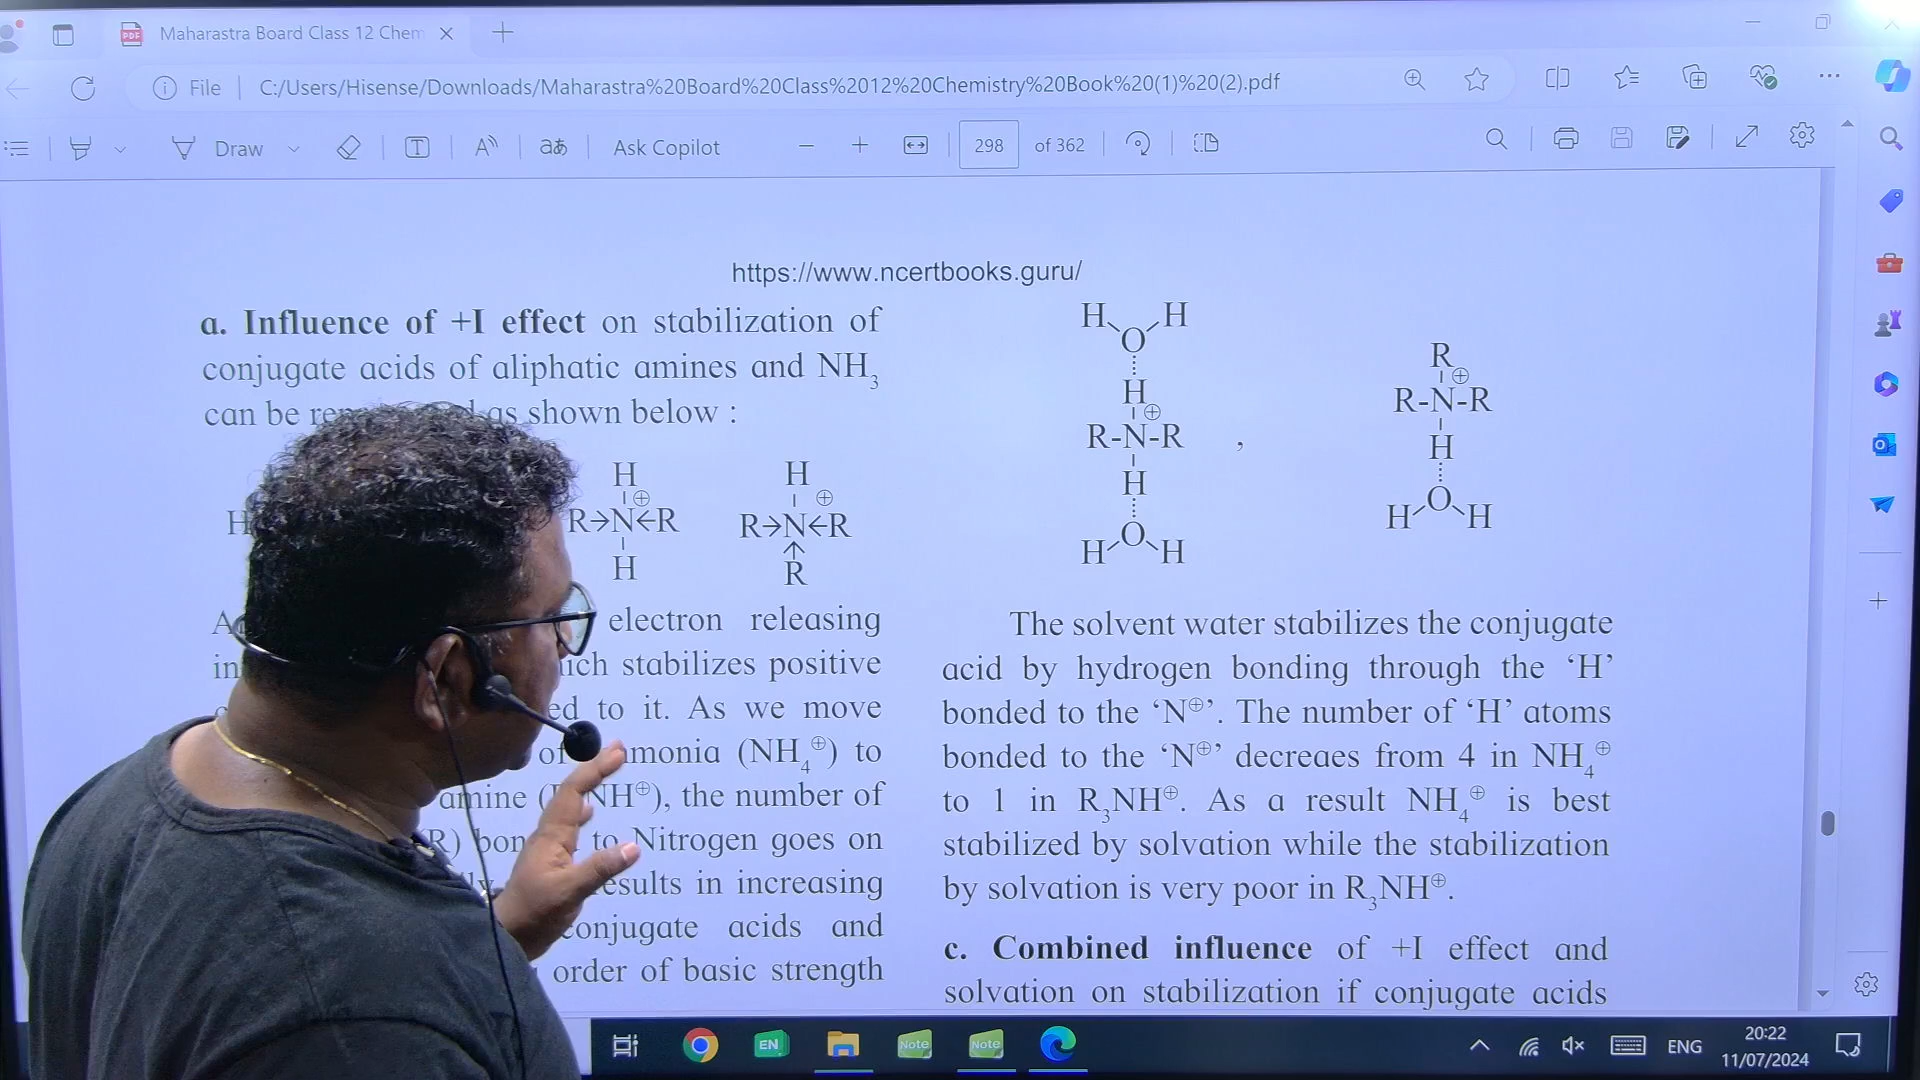 Maharastra Board Class 12 Chem
File
C:/Users/Hisense/Downloads/Maharastra%20Board%20Class%2012%20Chemistry%20Book%20(1)%20(2).pdf
Draw
T
A
aあ
Ask Copilot
298 of 362
https://www.ncertbooks.guru/
a. Influence of +I effect on stabilization of
conjugate acids of aliphatic amines and NH₃
can be as shown below :
H
H
⊕
R→N←R
H
H
⊕
R→N←R
↑
R
electron releasing
stabilizes positive
to it. As we move
of (NH₄⊕) to
amine, the number of
(R) to Nitrogen goes on
in increasing
conjugate acids and
order of basic strength
H H
O
H
⊕
R-N-R ,
H
O
H H
R
⊕
R-N-R
H
O
H H
The solvent water stabilizes the conjugate
acid by hydrogen bonding through the ‘H’
bonded to the ‘N⊕’. The number of ‘H’ atoms
bonded to the ‘N⊕’ decreaes from 4 in NH₄⊕
to 1 in R₃NH⊕. As a result NH₄⊕ is best
stabilized by solvation while the stabilization
by solvation is very poor in R₃NH⊕.
c. Combined influence of +I effect and
solvation on stabilization if conjugate acids
EN
Note
Note
ENG
20:22
11/07/2024